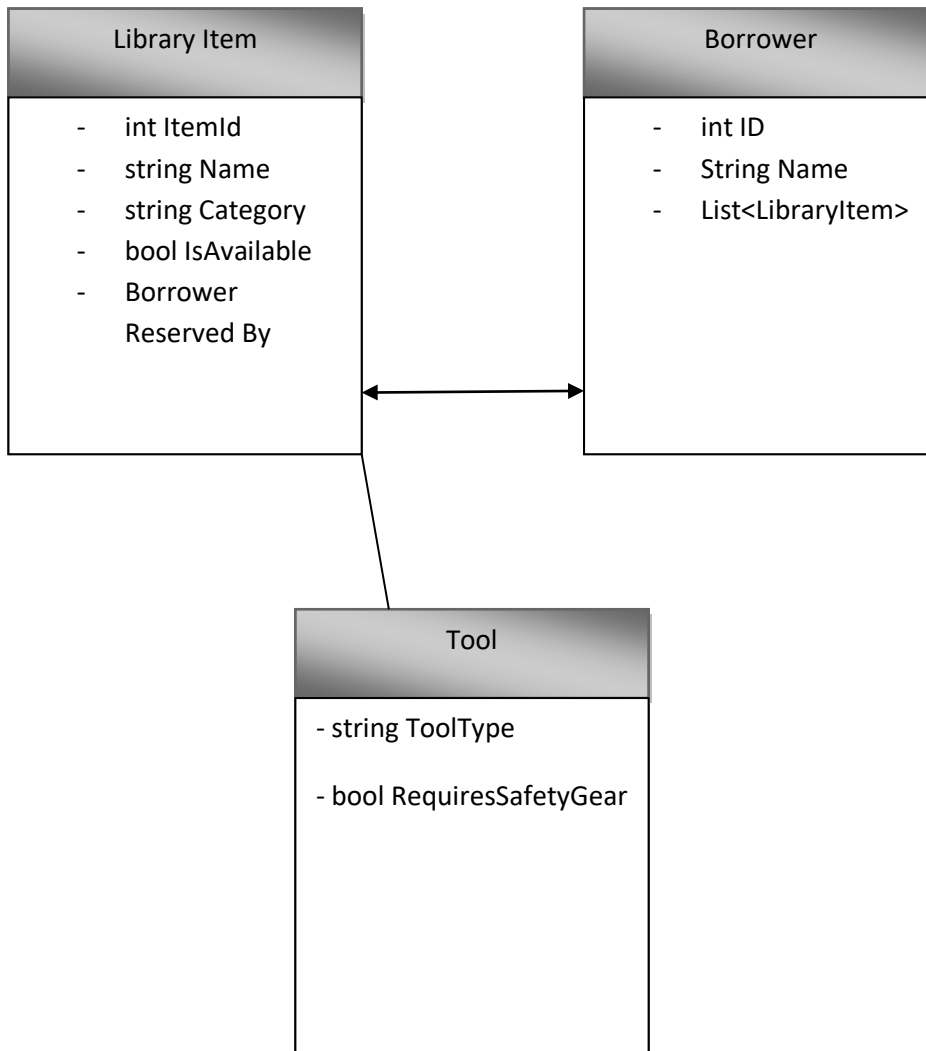 Library Item
- int ItemId
- string Name
- string Category
- bool IsAvailable
- Borrower
Reserved By
Borrower
- int ID
- String Name
- List<LibraryItem>
Tool
- string ToolType
- bool RequiresSafetyGear